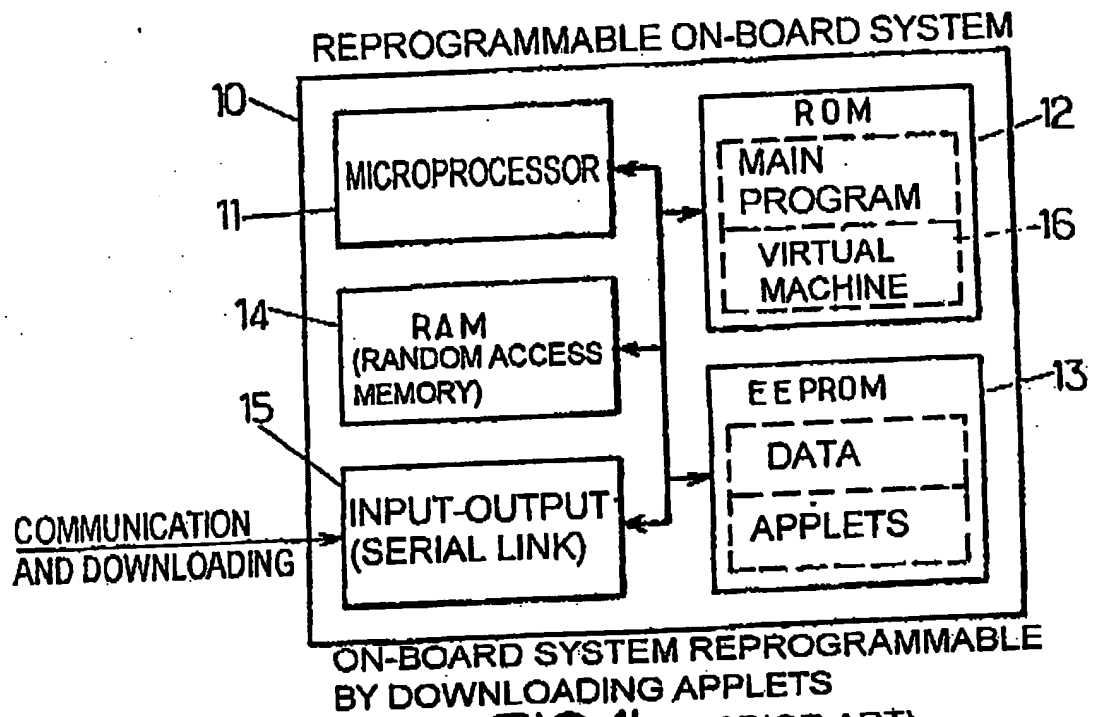 REPROGRAMMABLE ON-BOARD SYSTEM
10
MICROPROCESSOR
11
ROM
12
MAIN
PROGRAM
16
VIRTUAL
MACHINE
14
RAM
(RANDOM ACCESS
MEMORY)
EEPROM
13
DATA
APPLETS
15
INPUT-OUTPUT
(SERIAL LINK)
COMMUNICATION
AND DOWNLOADING
ON-BOARD SYSTEM REPROGRAMMABLE
BY DOWNLOADING APPLETS